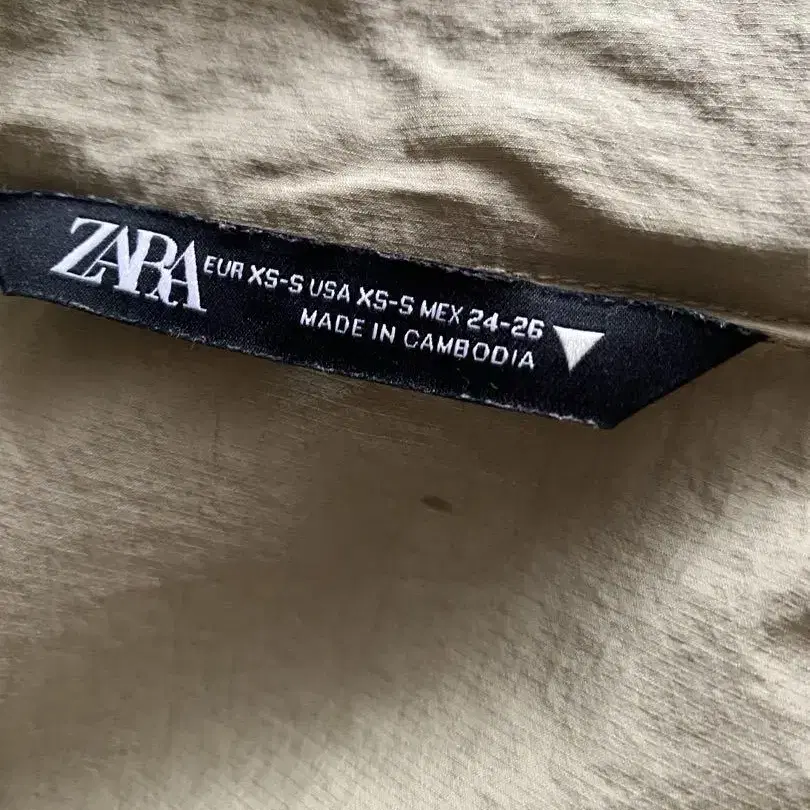 ZARA
EUR XS-S USA XS-S MEX 24-26
MADE IN CAMBODIA